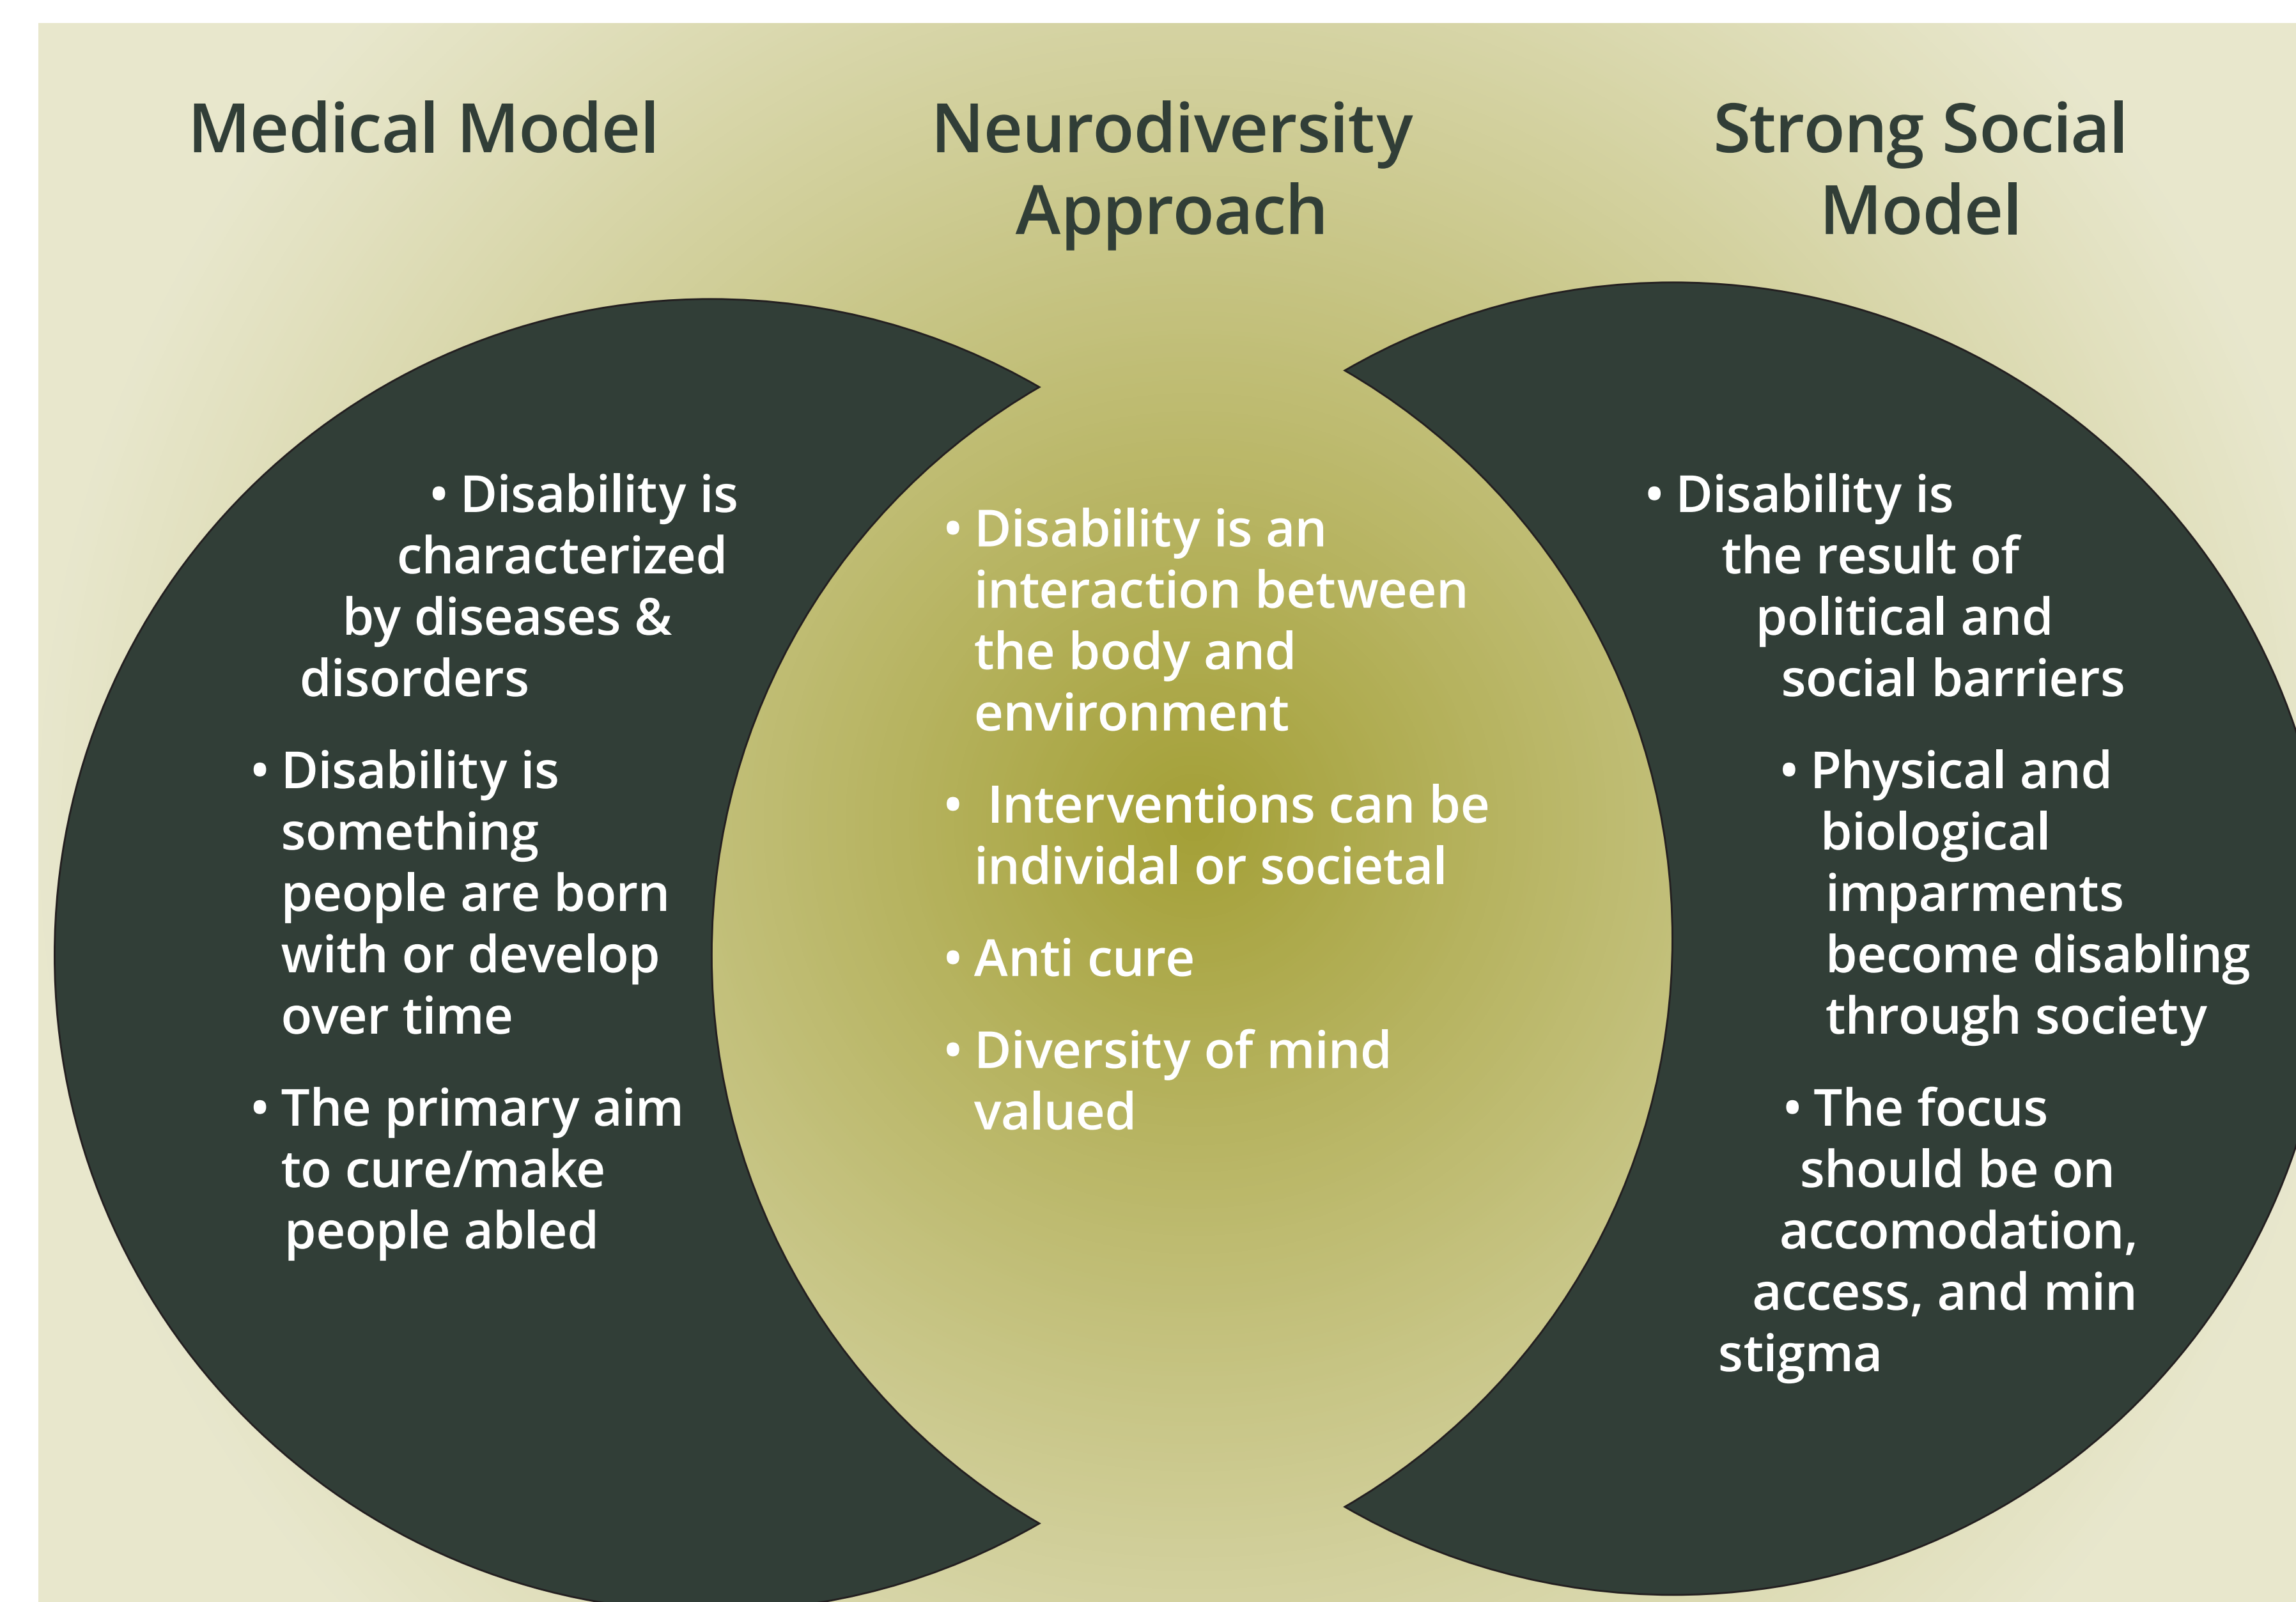 Medical Model
Neurodiversity
Approach
Strong Social
Model
• Disability is
characterized
by diseases &
disorders
• Disability is
something
people are born
with or develop
over time
• The primary aim
to cure/make
people abled
• Disability is an
interaction between
the body and
environment
• Interventions can be
individal or societal
• Anti cure
• Diversity of mind
valued
• Disability is
the result of
political and
social barriers
• Physical and
biological
imparments
become disabling
through society
• The focus
should be on
accomodation,
access, and min
stigma